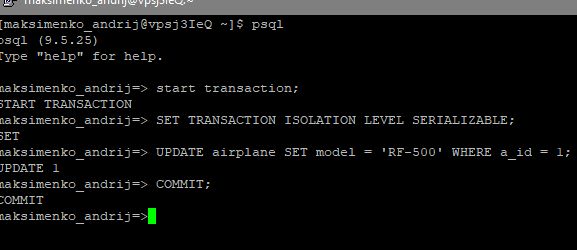 maksimenko_andrij@vpsj3IeQ:~
[maksimenko_andrij@vpsj3IeQ ~]$ psql
psql (9.5.25)
Type "help" for help.
maksimenko_andrij=> start transaction;
START TRANSACTION
maksimenko_andrij=> SET TRANSACTION ISOLATION LEVEL SERIALIZABLE;
SET
maksimenko_andrij=> UPDATE airplane SET model = 'RF-500' WHERE a_id = 1;
UPDATE 1
maksimenko_andrij=> COMMIT;
COMMIT
maksimenko_andrij=>